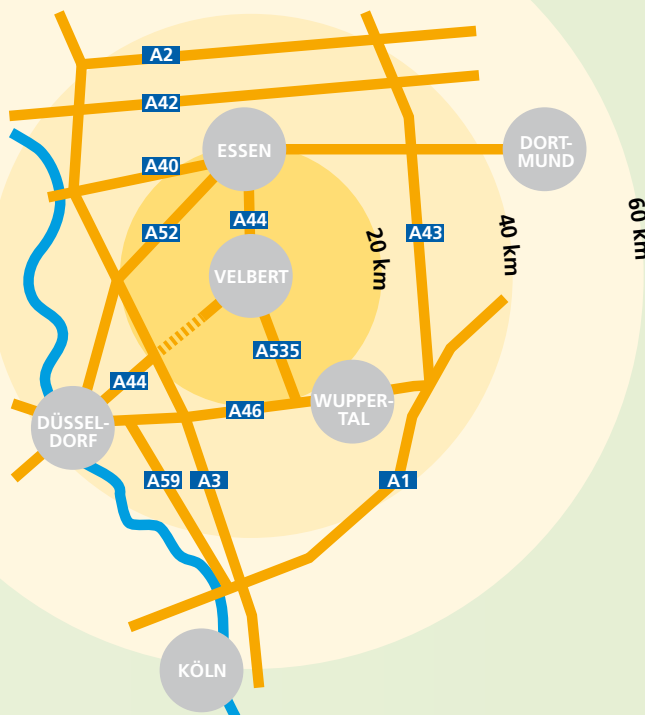 A2
A42
ESSEN
DORT-
MUND
A40
A44
A52
A43
20 km
40 km
60 km
VELBERT
A535
A44
A46
WUPPER-
TAL
DÜSSEL-
DORF
A59
A3
A1
KÖLN